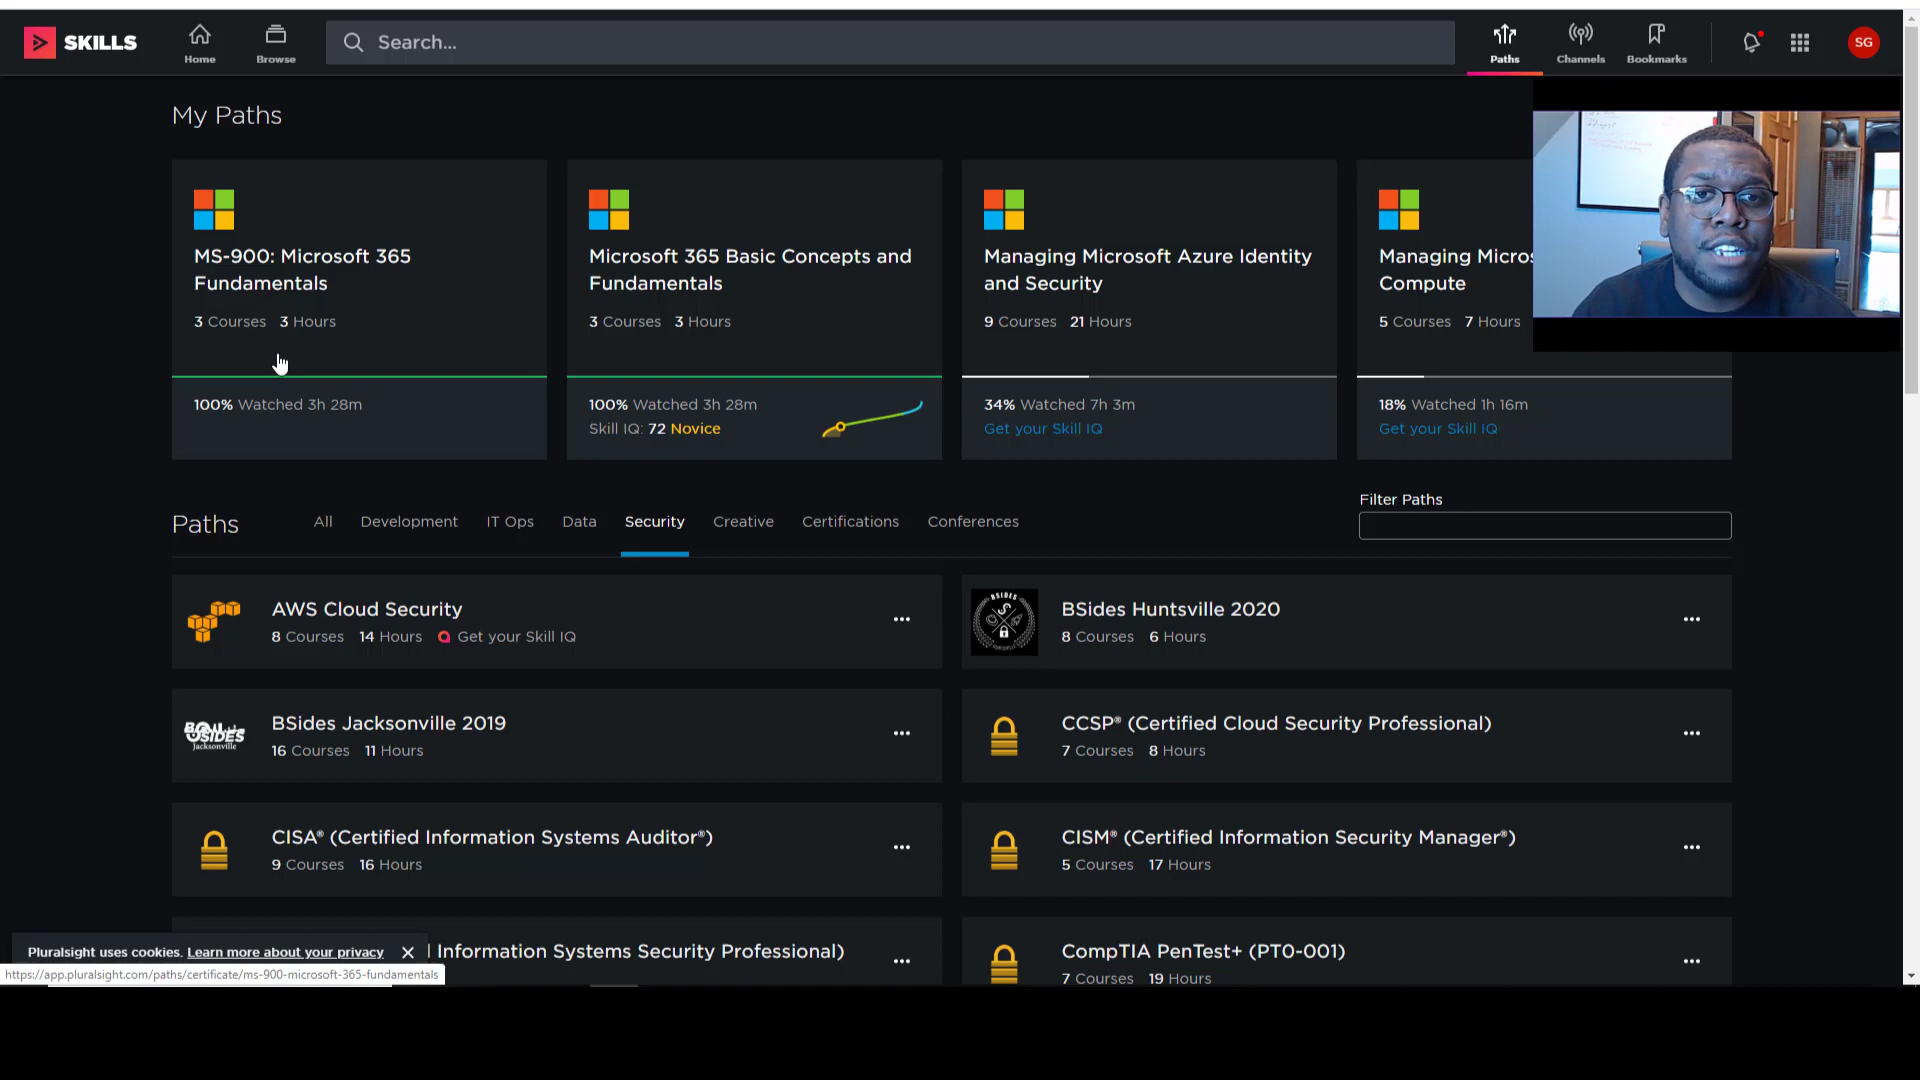 SKILLS
Home
Browse
Search...
Paths
Channels
Bookmarks
SG
My Paths
MS-900: Microsoft 365
Fundamentals
3 Courses 3 Hours
100% Watched 3h 28m
Microsoft 365 Basic Concepts and
Fundamentals
3 Courses 3 Hours
100% Watched 3h 28m
Skill IQ: 72 Novice
Managing Microsoft Azure Identity
and Security
9 Courses 21 Hours
34% Watched 7h 3m
Get your Skill IQ
Managing Micros
Compute
5 Courses 7 Hours
18% Watched 1h 16m
Get your Skill IQ
Paths
All
Development
IT Ops
Data
Security
Creative
Certifications
Conferences
Filter Paths
AWS Cloud Security
8 Courses 14 Hours Get your Skill IQ
BSides Huntsville 2020
8 Courses 6 Hours
BSides Jacksonville 2019
16 Courses 11 Hours
CCSP® (Certified Cloud Security Professional)
7 Courses 8 Hours
CISA® (Certified Information Systems Auditor®)
9 Courses 16 Hours
CISM® (Certified Information Security Manager®)
5 Courses 17 Hours
Information Systems Security Professional)
CompTIA PenTest+ (PT0-001)
7 Courses 19 Hours
Pluralsight uses cookies. Learn more about your privacy
https://app.pluralsight.com/paths/certificate/ms-900-microsoft-365-fundamentals